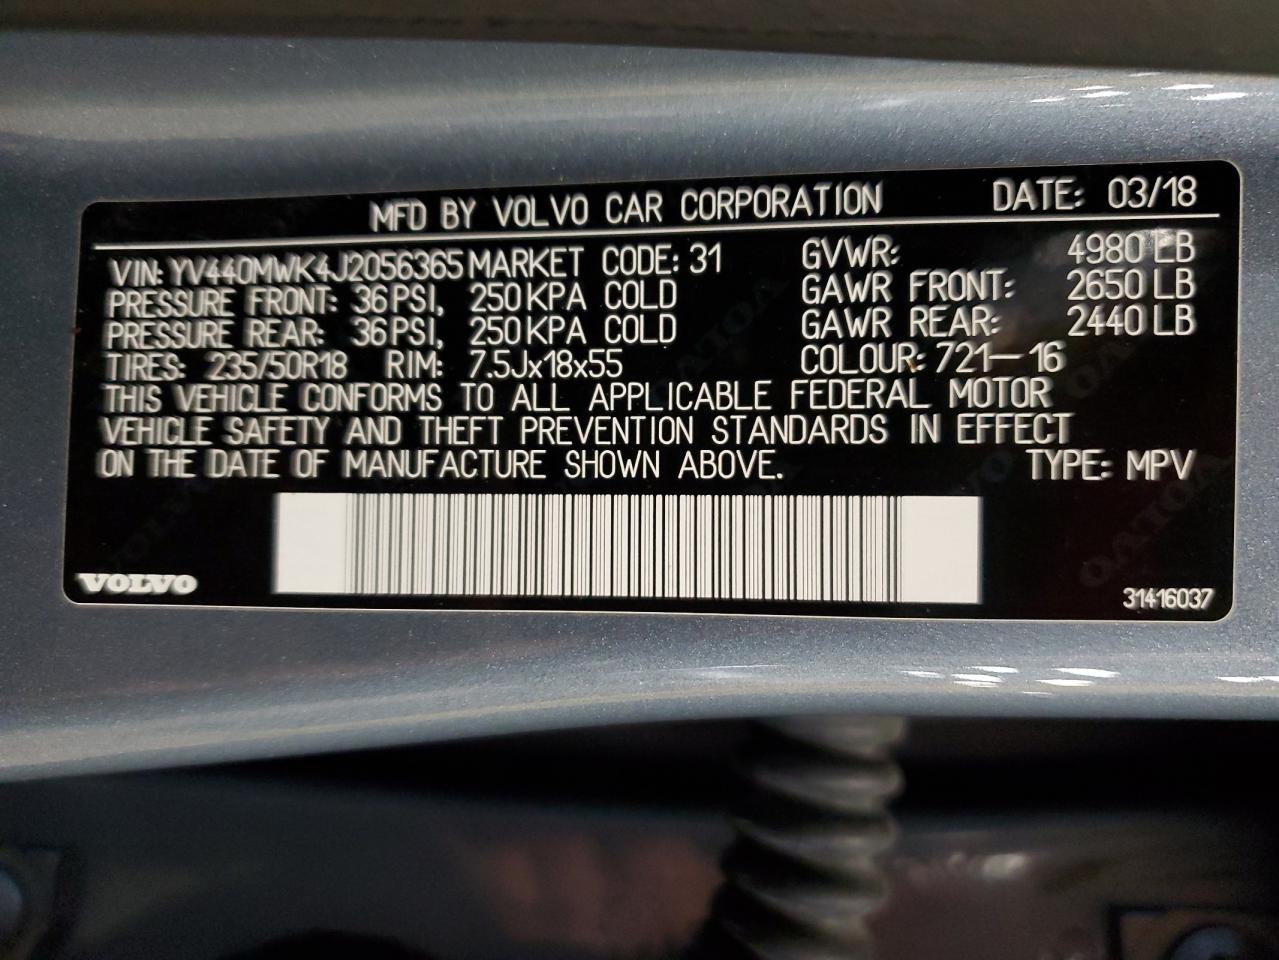 MFD BY VOLVO CAR CORPORATION DATE: 03/18
VIN: YV440MWK4J2056365 MARKET CODE: 31 GVWR: 4980 LB
PRESSURE FRONT: 36 PSI, 250 KPA COLD GAWR FRONT: 2650 LB
PRESSURE REAR: 36 PSI, 250 KPA COLD GAWR REAR: 2440 LB
TIRES: 235/50R18 RIM: 7.5Jx18x55 COLOUR: 721-16
THIS VEHICLE CONFORMS TO ALL APPLICABLE FEDERAL MOTOR
VEHICLE SAFETY AND THEFT PREVENTION STANDARDS IN EFFECT
ON THE DATE OF MANUFACTURE SHOWN ABOVE. TYPE: MPV
VOLVO
31416037